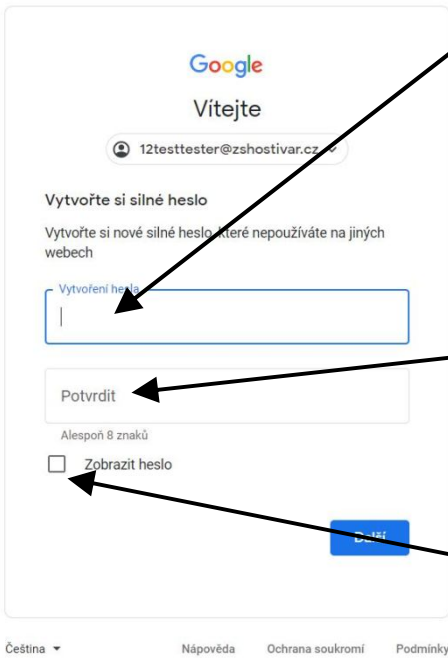 Google
Vítejte
12testtester@zshostivar.cz
Vytvořte si silné heslo
Vytvořte si nové silné heslo, které nepoužíváte na jiných
webech
Vytvoření hesla
Potvrdit
Alespoň 8 znaků
Zobrazit heslo
Další
Čeština Nápověda Ochrana soukromí Podmínky